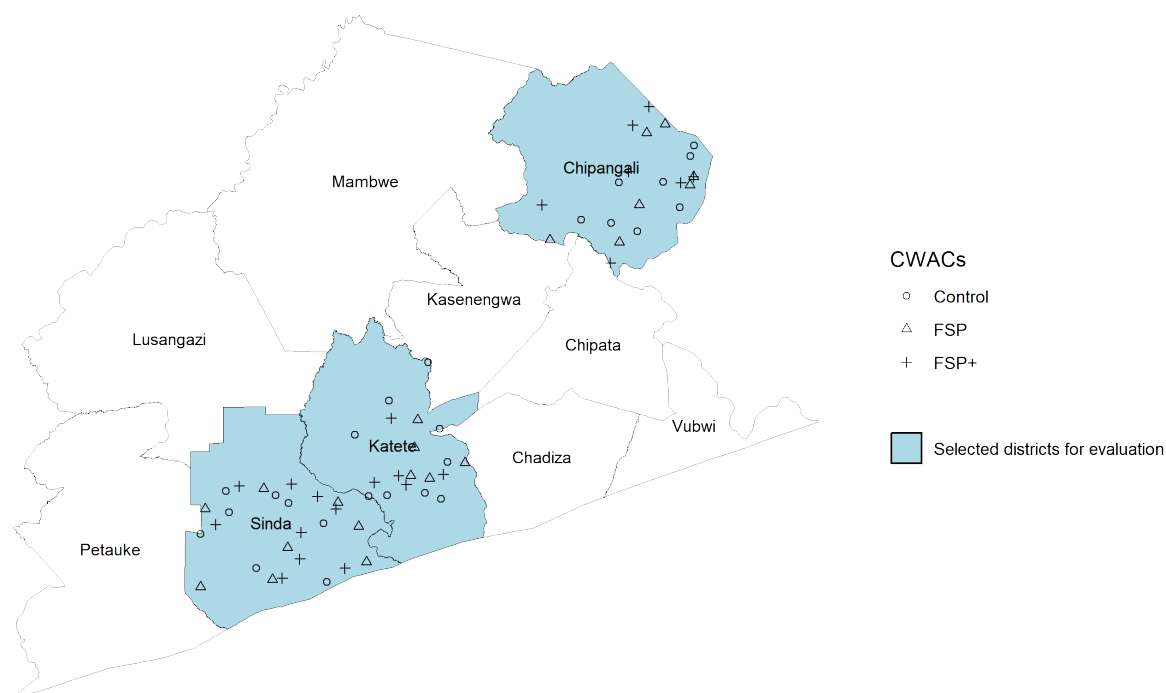 Chipangali
Mambwe
Kasenengwa
Lusangazi
Chipata
Vubwi
Katete
Chadiza
Sinda
Petauke
CWACs
Control
FSP
FSP+
Selected districts for evaluation